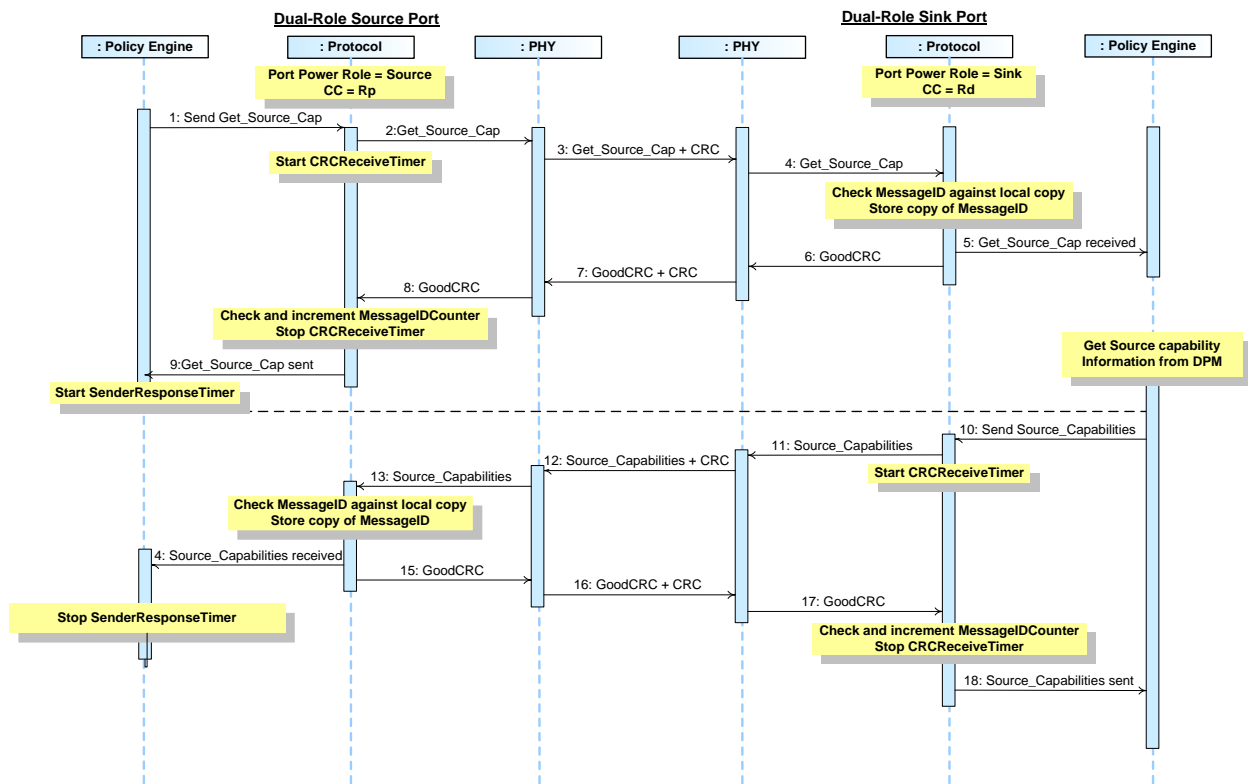 Dual-Role Source Port
Dual-Role Sink Port
: Policy Engine
: Protocol
: PHY
: PHY
: Protocol
: Policy Engine
Port Power Role = Source
CC = Rp
Port Power Role = Sink
CC = Rd
1: Send Get_Source_Cap
2:Get_Source_Cap
Start CRCReceiveTimer
3: Get_Source_Cap + CRC
4: Get_Source_Cap
Check MessageID against local copy
Store copy of MessageID
5: Get_Source_Cap received
6: GoodCRC
7: GoodCRC + CRC
8: GoodCRC
Check and increment MessageIDCounter
Stop CRCReceiveTimer
9:Get_Source_Cap sent
Start SenderResponseTimer
Get Source capability
Information from DPM
10: Send Source_Capabilities
11: Source_Capabilities
Start CRCReceiveTimer
12: Source_Capabilities + CRC
13: Source_Capabilities
Check MessageID against local copy
Store copy of MessageID
4: Source_Capabilities received
15: GoodCRC
16: GoodCRC + CRC
17: GoodCRC
Stop SenderResponseTimer
Check and increment MessageIDCounter
Stop CRCReceiveTimer
18: Source_Capabilities sent